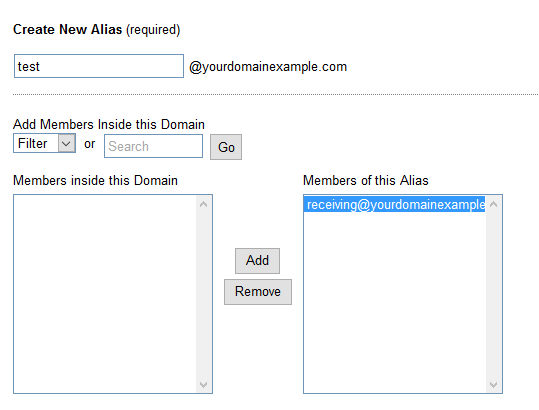 Create New Alias (required)
test @yourdomainexample.com
Add Members Inside this Domain
Filter or Search Go
Members inside this Domain Members of this Alias
receiving@yourdomainexample
Add
Remove